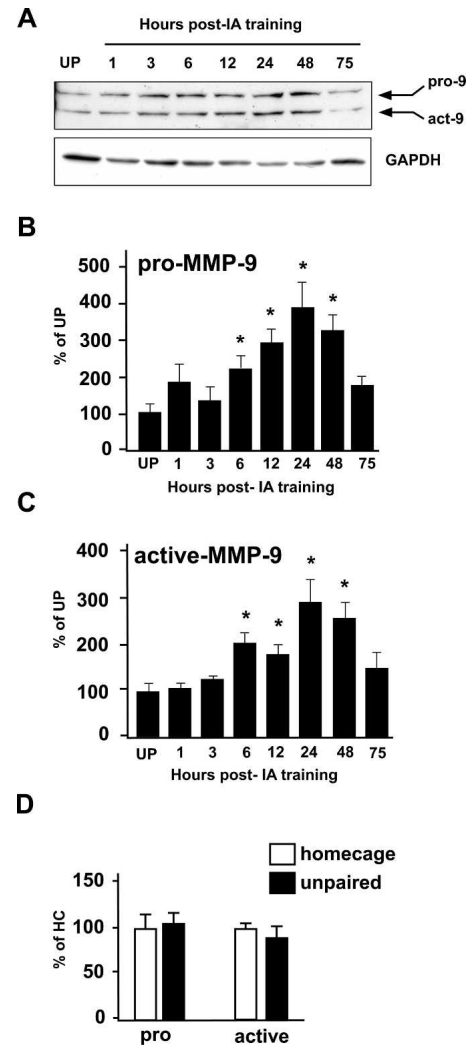 A
Hours post-IA training
UP 1 3 6 12 24 48 75
pro-9
act-9
GAPDH
B
pro-MMP-9
500
400
300
200
100
0
% of UP
* * * *
UP 1 3 6 12 24 48 75
Hours post- IA training
C
active-MMP-9
400
300
200
100
0
% of UP
* * * *
UP 1 3 6 12 24 48 75
Hours post- IA training
D
homecage
unpaired
150
100
50
0
% of HC
pro active